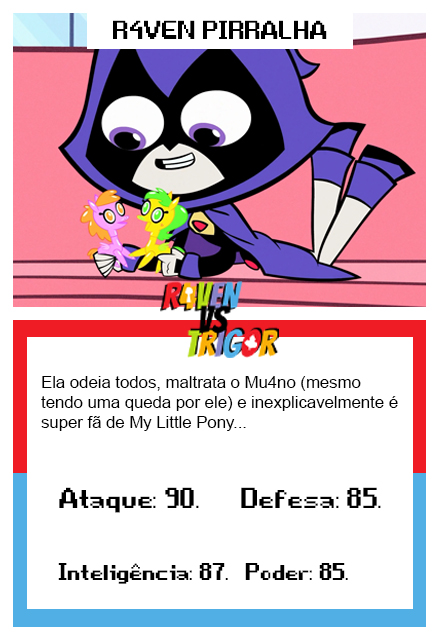 R4VEN PIRRALHA
R4VEN
VS
TRIGOR
Ela odeia todos, maltrata o Mu4no (mesmo
tendo uma queda por ele) e inexplicavelmente é
super fã de My Little Pony...
Ataque: 90. Defesa: 85.
Inteligência: 87. Poder: 85.